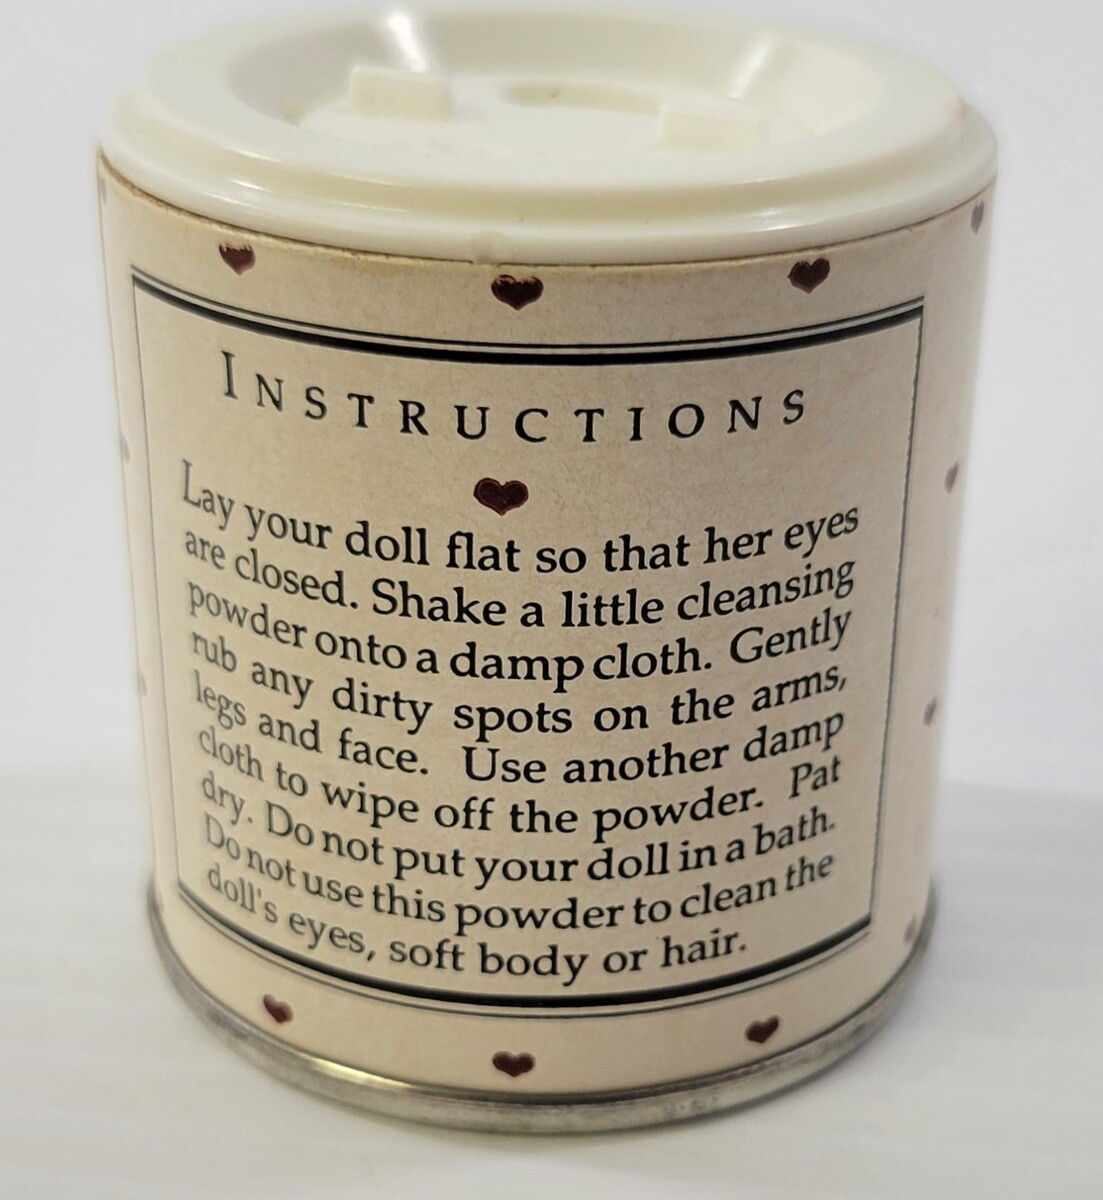 INSTRUCTIONS
Lay your doll flat so that her eyes
are closed. Shake a little cleansing
powder onto a damp cloth. Gently
rub any dirty spots on the arms,
legs and face. Use another damp
cloth to wipe off the powder. Pat
dry. Do not put your doll in a bath.
Do not use this powder to clean the
doll's eyes, soft body or hair.